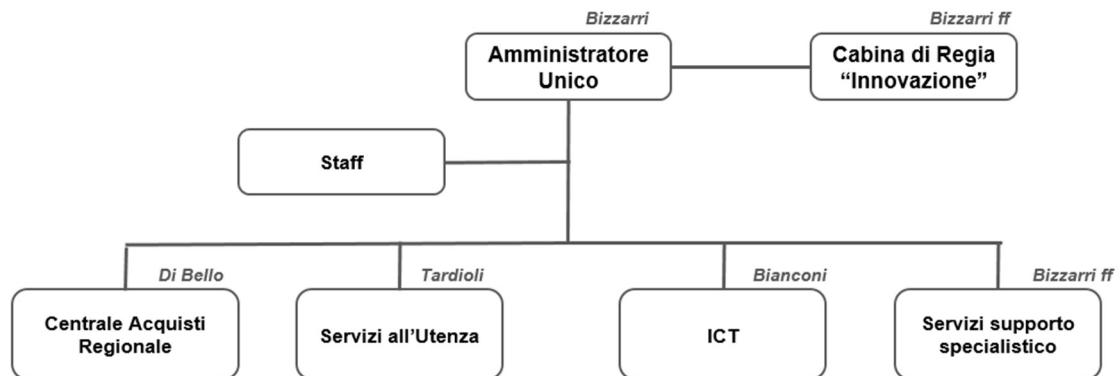 Bizzarri
Amministratore
Unico
Bizzarri ff
Cabina di Regia
“Innovazione”
Staff
Di Bello
Centrale Acquisti
Regionale
Tardioli
Servizi all’Utenza
Bianconi
ICT
Bizzarri ff
Servizi supporto
specialistico